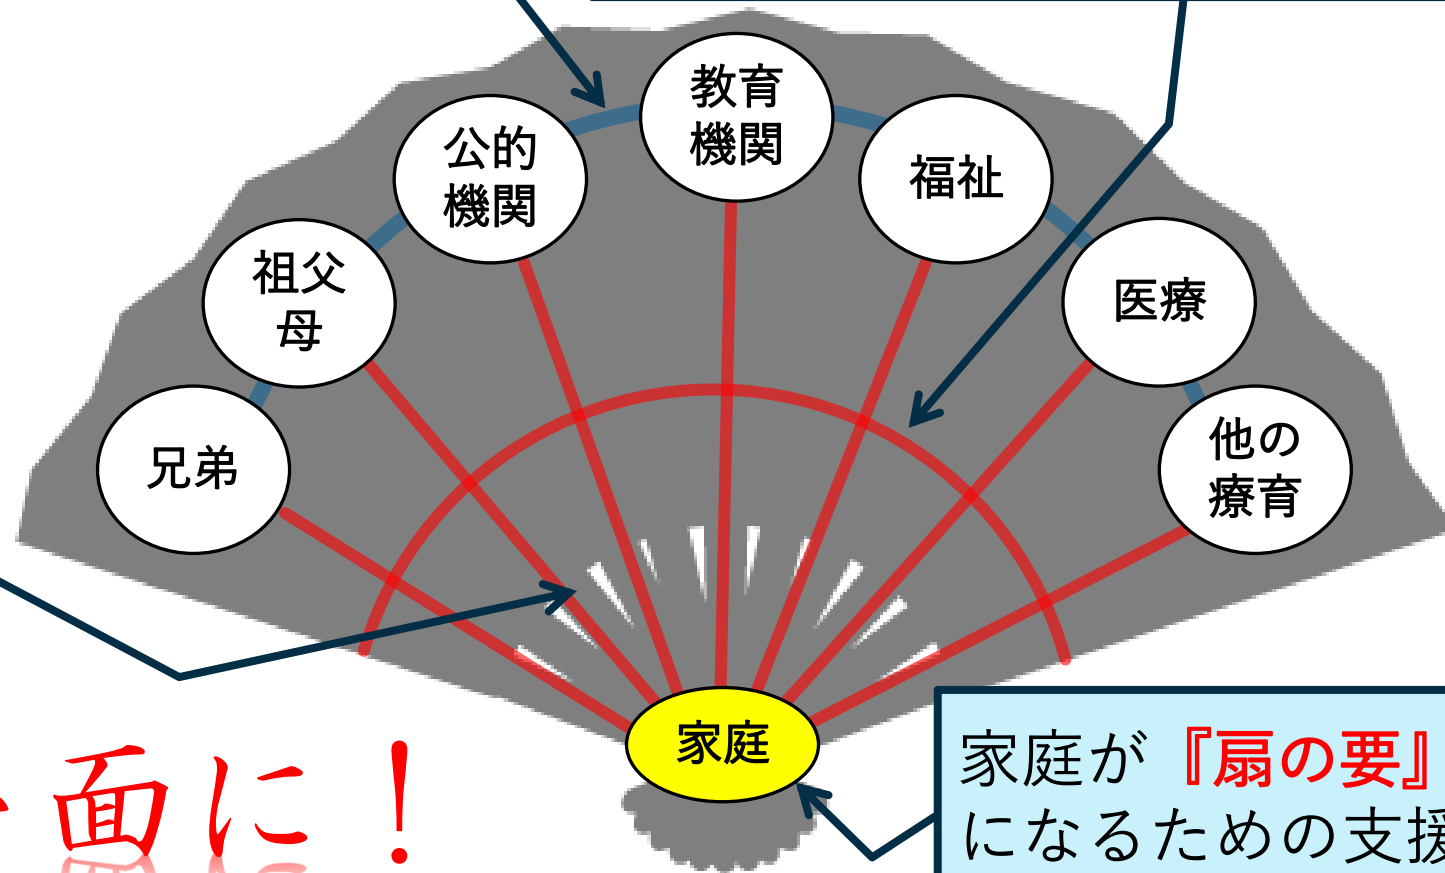 教育
機関
公的
機関
福祉
祖父
母
医療
兄弟
他の
療育
家庭
面に！
家庭が『扇の要』
になるための支援